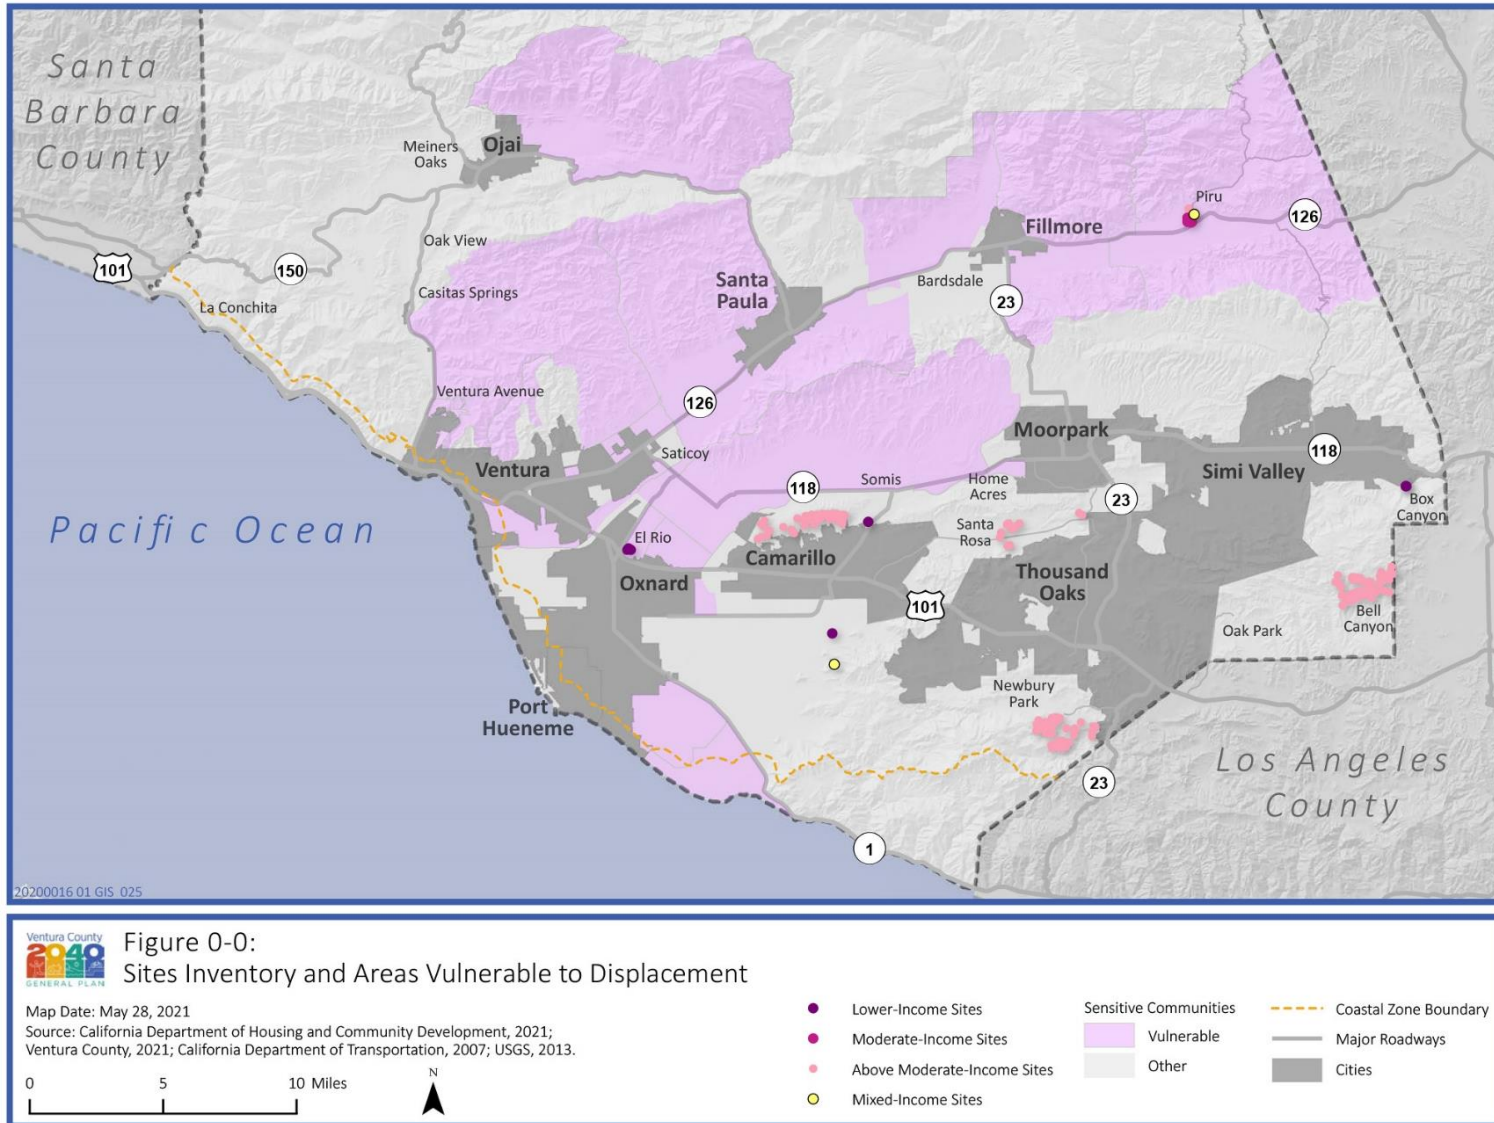 Santa
Barbara
County
Meiners
Oaks
Ojai
Piru
126
Fillmore
Oak View
101
150
Santa
Paula
Bardsdale
23
Casitas Springs
La Conchita
Ventura Avenue
126
Moorpark
118
Saticoy
Ventura
Simi Valley
118
Somis
Home
Acres
23
Box
Canyon
Pacific Ocean
Santa
Rosa
El Rio
Camarillo
Oxnard
Thousand
Oaks
101
Bell
Canyon
Oak Park
Newbury
Park
Port
Hueneme
Los Angeles
County
23
1
20200016 01 GIS 025
Ventura County
2040
GENERAL PLAN
Figure 0-0:
Sites Inventory and Areas Vulnerable to Displacement
Map Date: May 28, 2021
Source: California Department of Housing and Community Development, 2021;
Ventura County, 2021; California Department of Transportation, 2007; USGS, 2013.
0 5 10 Miles
N
Lower-Income Sites
Moderate-Income Sites
Above Moderate-Income Sites
Mixed-Income Sites
Sensitive Communities
Vulnerable
Other
Coastal Zone Boundary
Major Roadways
Cities